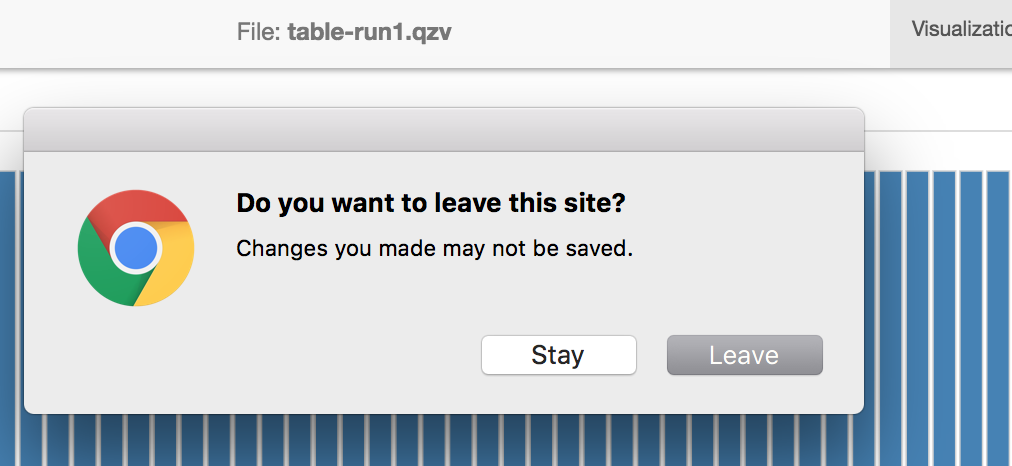 File: table-run1.qzv
Do you want to leave this site?
Changes you made may not be saved.
Stay
Leave